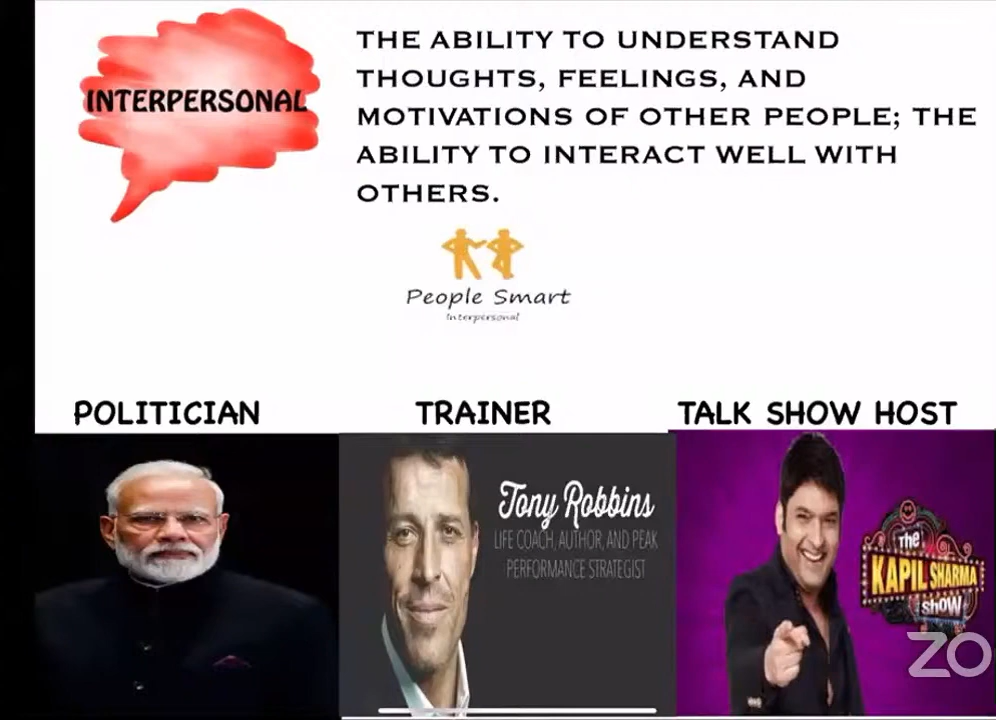 INTERPERSONAL
THE ABILITY TO UNDERSTAND
THOUGHTS, FEELINGS, AND
MOTIVATIONS OF OTHER PEOPLE; THE
ABILITY TO INTERACT WELL WITH
OTHERS.
People Smart
Interpersonal
POLITICIAN
TRAINER
TALK SHOW HOST
Tony Robbins
LIFE COACH, AUTHOR, AND PEAK
PERFORMANCE STRATEGIST
The
KAPIL SHARMA
show
ZO